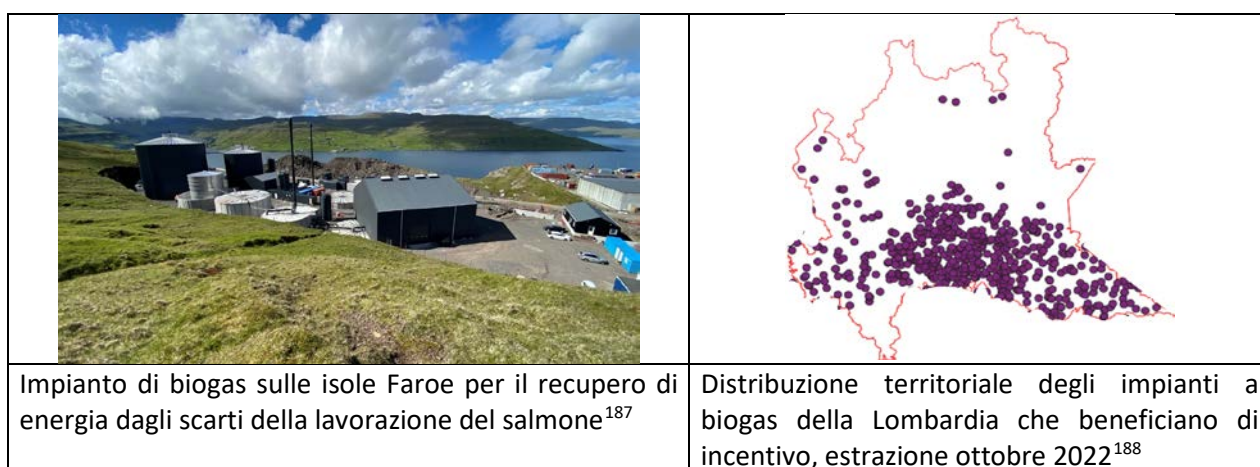 Impianto di biogas sulle isole Faroe per il recupero di
energia dagli scarti della lavorazione del salmone187
Distribuzione territoriale degli impianti a
biogas della Lombardia che beneficiano di
incentivo, estrazione ottobre 2022188